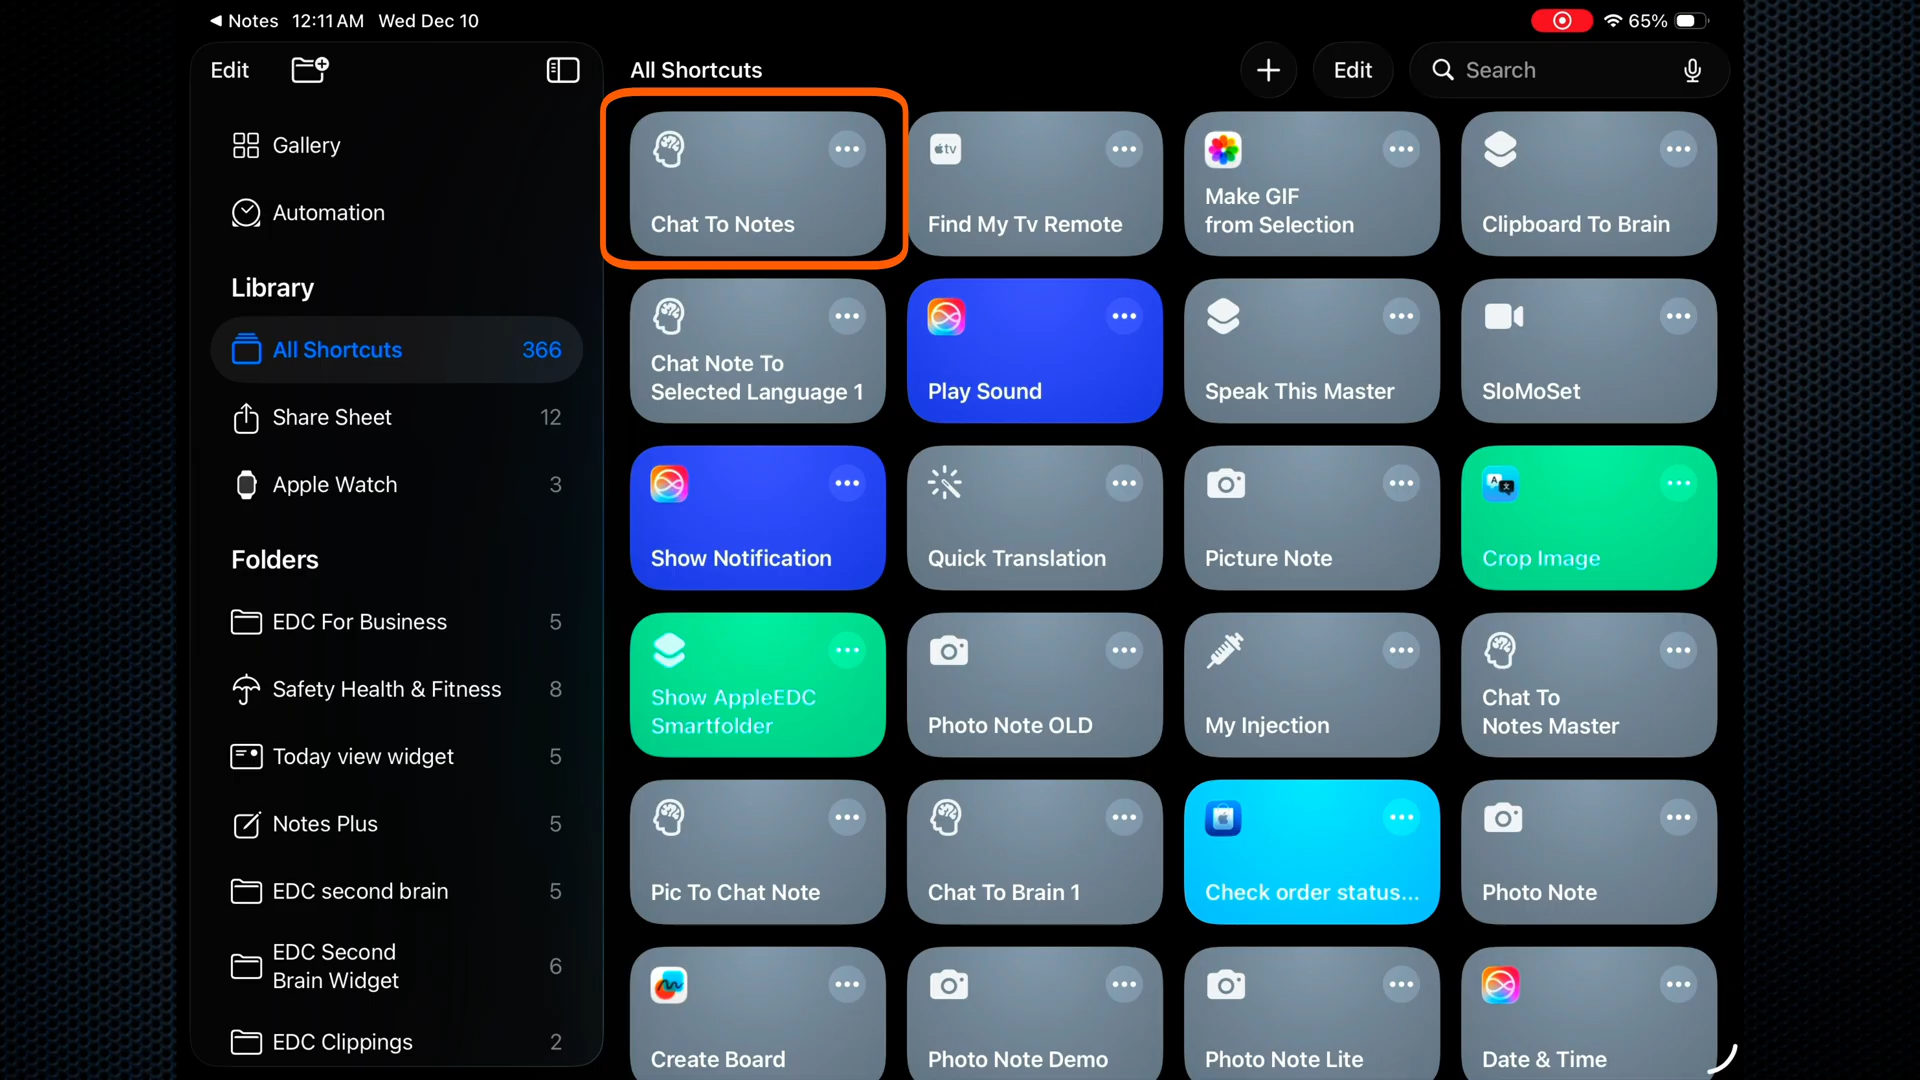 Notes 12:11 AM Wed Dec 10
65%
Edit
Gallery
Automation
Library
All Shortcuts 366
Share Sheet 12
Apple Watch 3
Folders
EDC For Business 5
Safety Health & Fitness 8
Today view widget 5
Notes Plus 5
EDC second brain 5
EDC Second
Brain Widget 6
EDC Clippings 2
All Shortcuts
Edit
Search
Chat To Notes
tv
Find My Tv Remote
Make GIF
from Selection
Clipboard To Brain
Chat Note To
Selected Language 1
Play Sound
Speak This Master
SloMoSet
Show Notification
Quick Translation
Picture Note
A 文
Crop Image
Show AppleEDC
Smartfolder
Photo Note OLD
My Injection
Chat To
Notes Master
Pic To Chat Note
Chat To Brain 1
Check order status...
Photo Note
Create Board
Photo Note Demo
Photo Note Lite
Date & Time